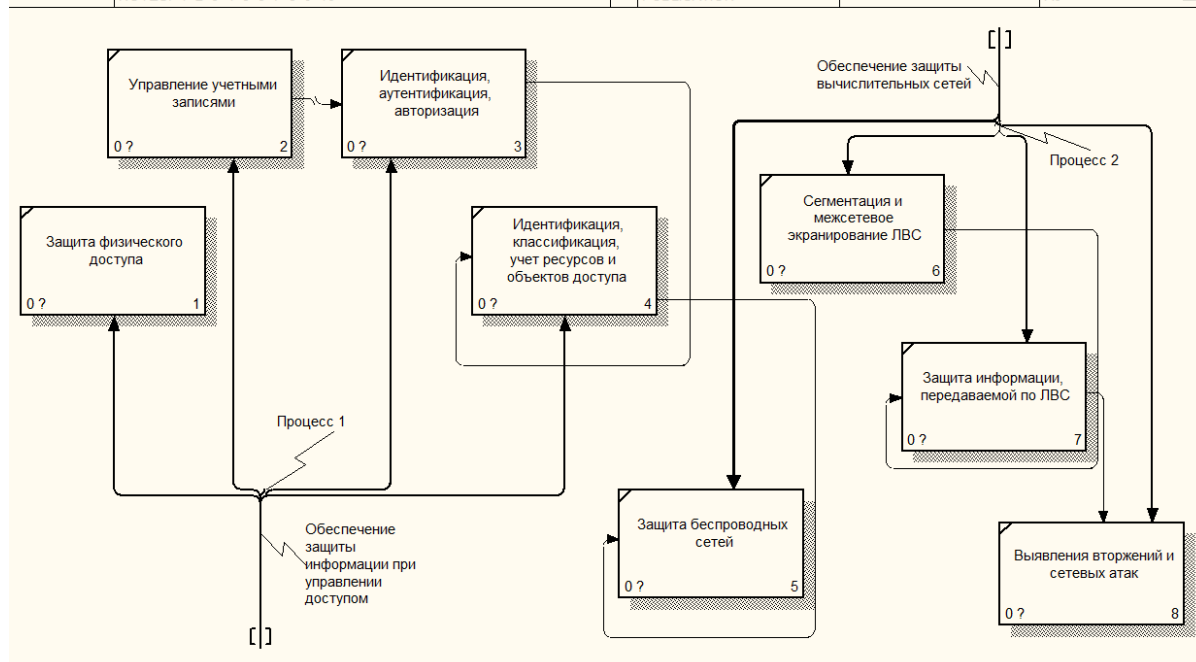 Управление учетными
записями
0 ?
2
Идентификация,
аутентификация,
авторизация
0 ?
3
Обеспечение защиты
вычислительных сетей
Процесс 2
Защита физического
доступа
0 ?
1
Идентификация,
классификация,
учет ресурсов и
объектов доступа
0 ?
4
Сегментация и
межсетевое
экранирование ЛВС
0 ?
6
Защита информации,
передаваемой по ЛВС
0 ?
7
Процесс 1
Обеспечение
защиты
информации при
управлении
доступом
Защита беспроводных
сетей
0 ?
5
Выявления вторжений и
сетевых атак
0 ?
8